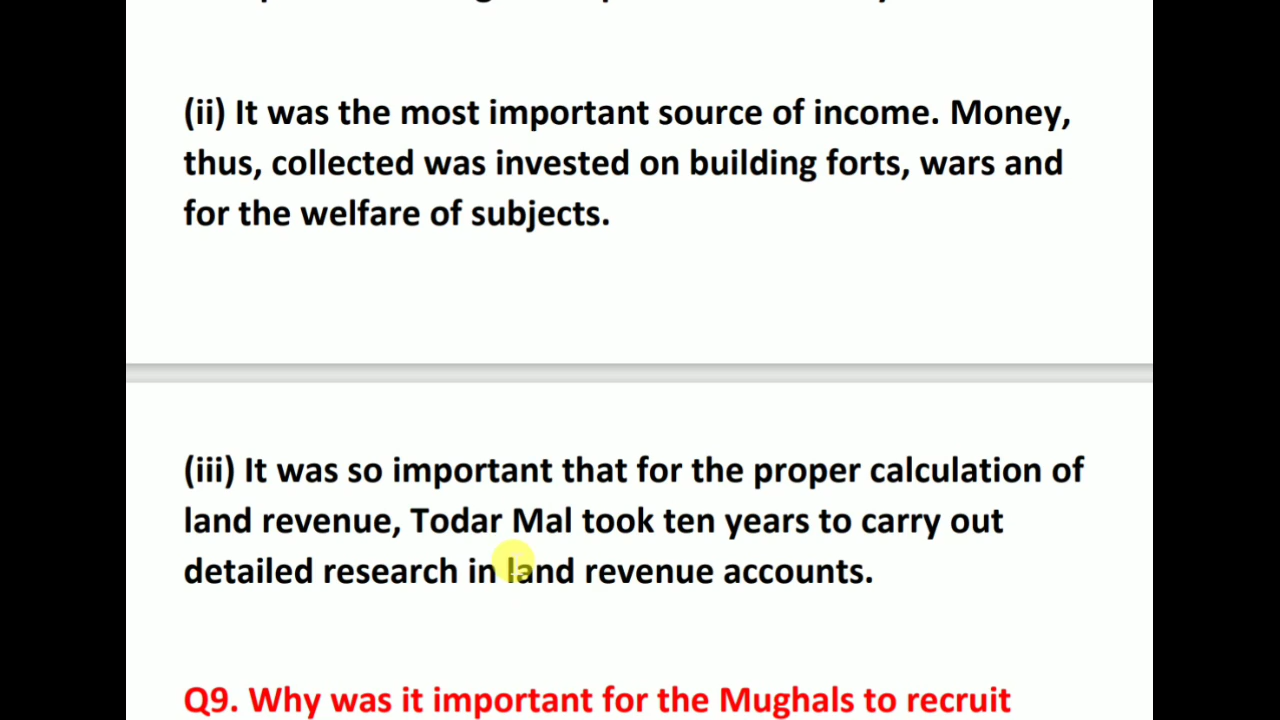 (ii) It was the most important source of income. Money,
thus, collected was invested on building forts, wars and
for the welfare of subjects.
(iii) It was so important that for the proper calculation of
land revenue, Todar Mal took ten years to carry out
detailed research in land revenue accounts.
Q9. Why was it important for the Mughals to recruit